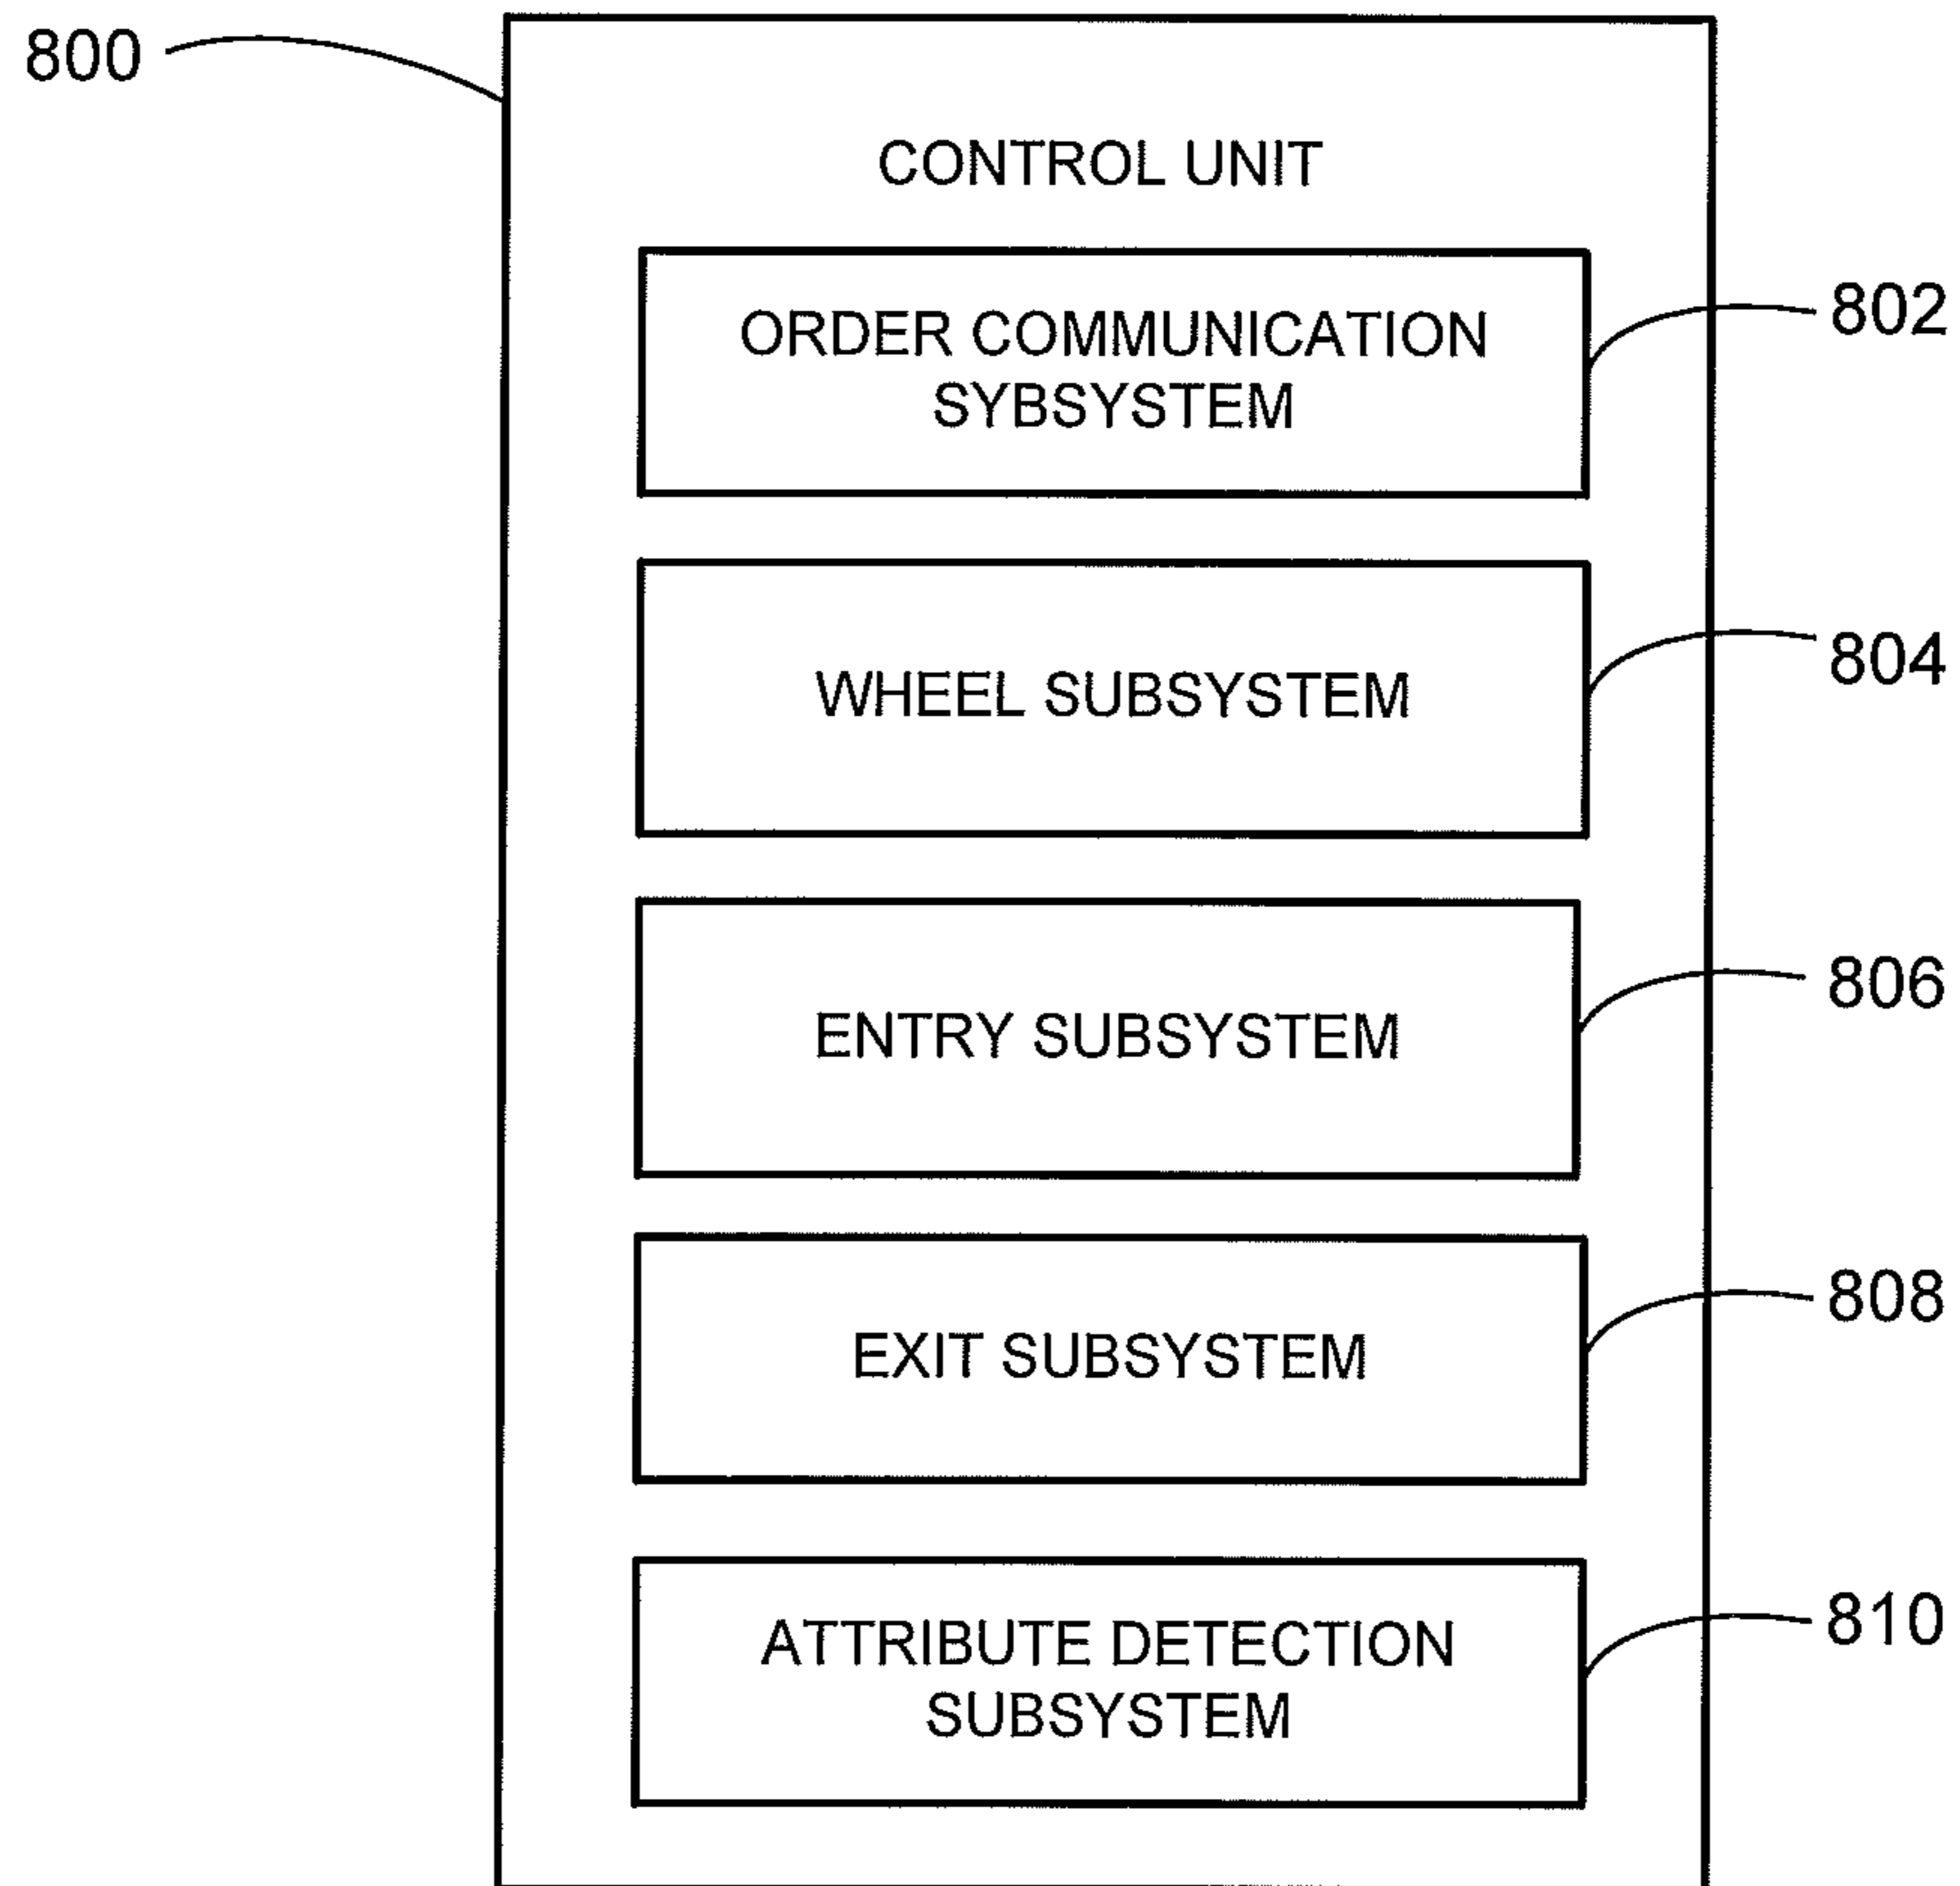 800
CONTROL UNIT
ORDER COMMUNICATION
SYBSYSTEM
802
WHEEL SUBSYSTEM
804
ENTRY SUBSYSTEM
806
EXIT SUBSYSTEM
808
ATTRIBUTE DETECTION
SUBSYSTEM
810